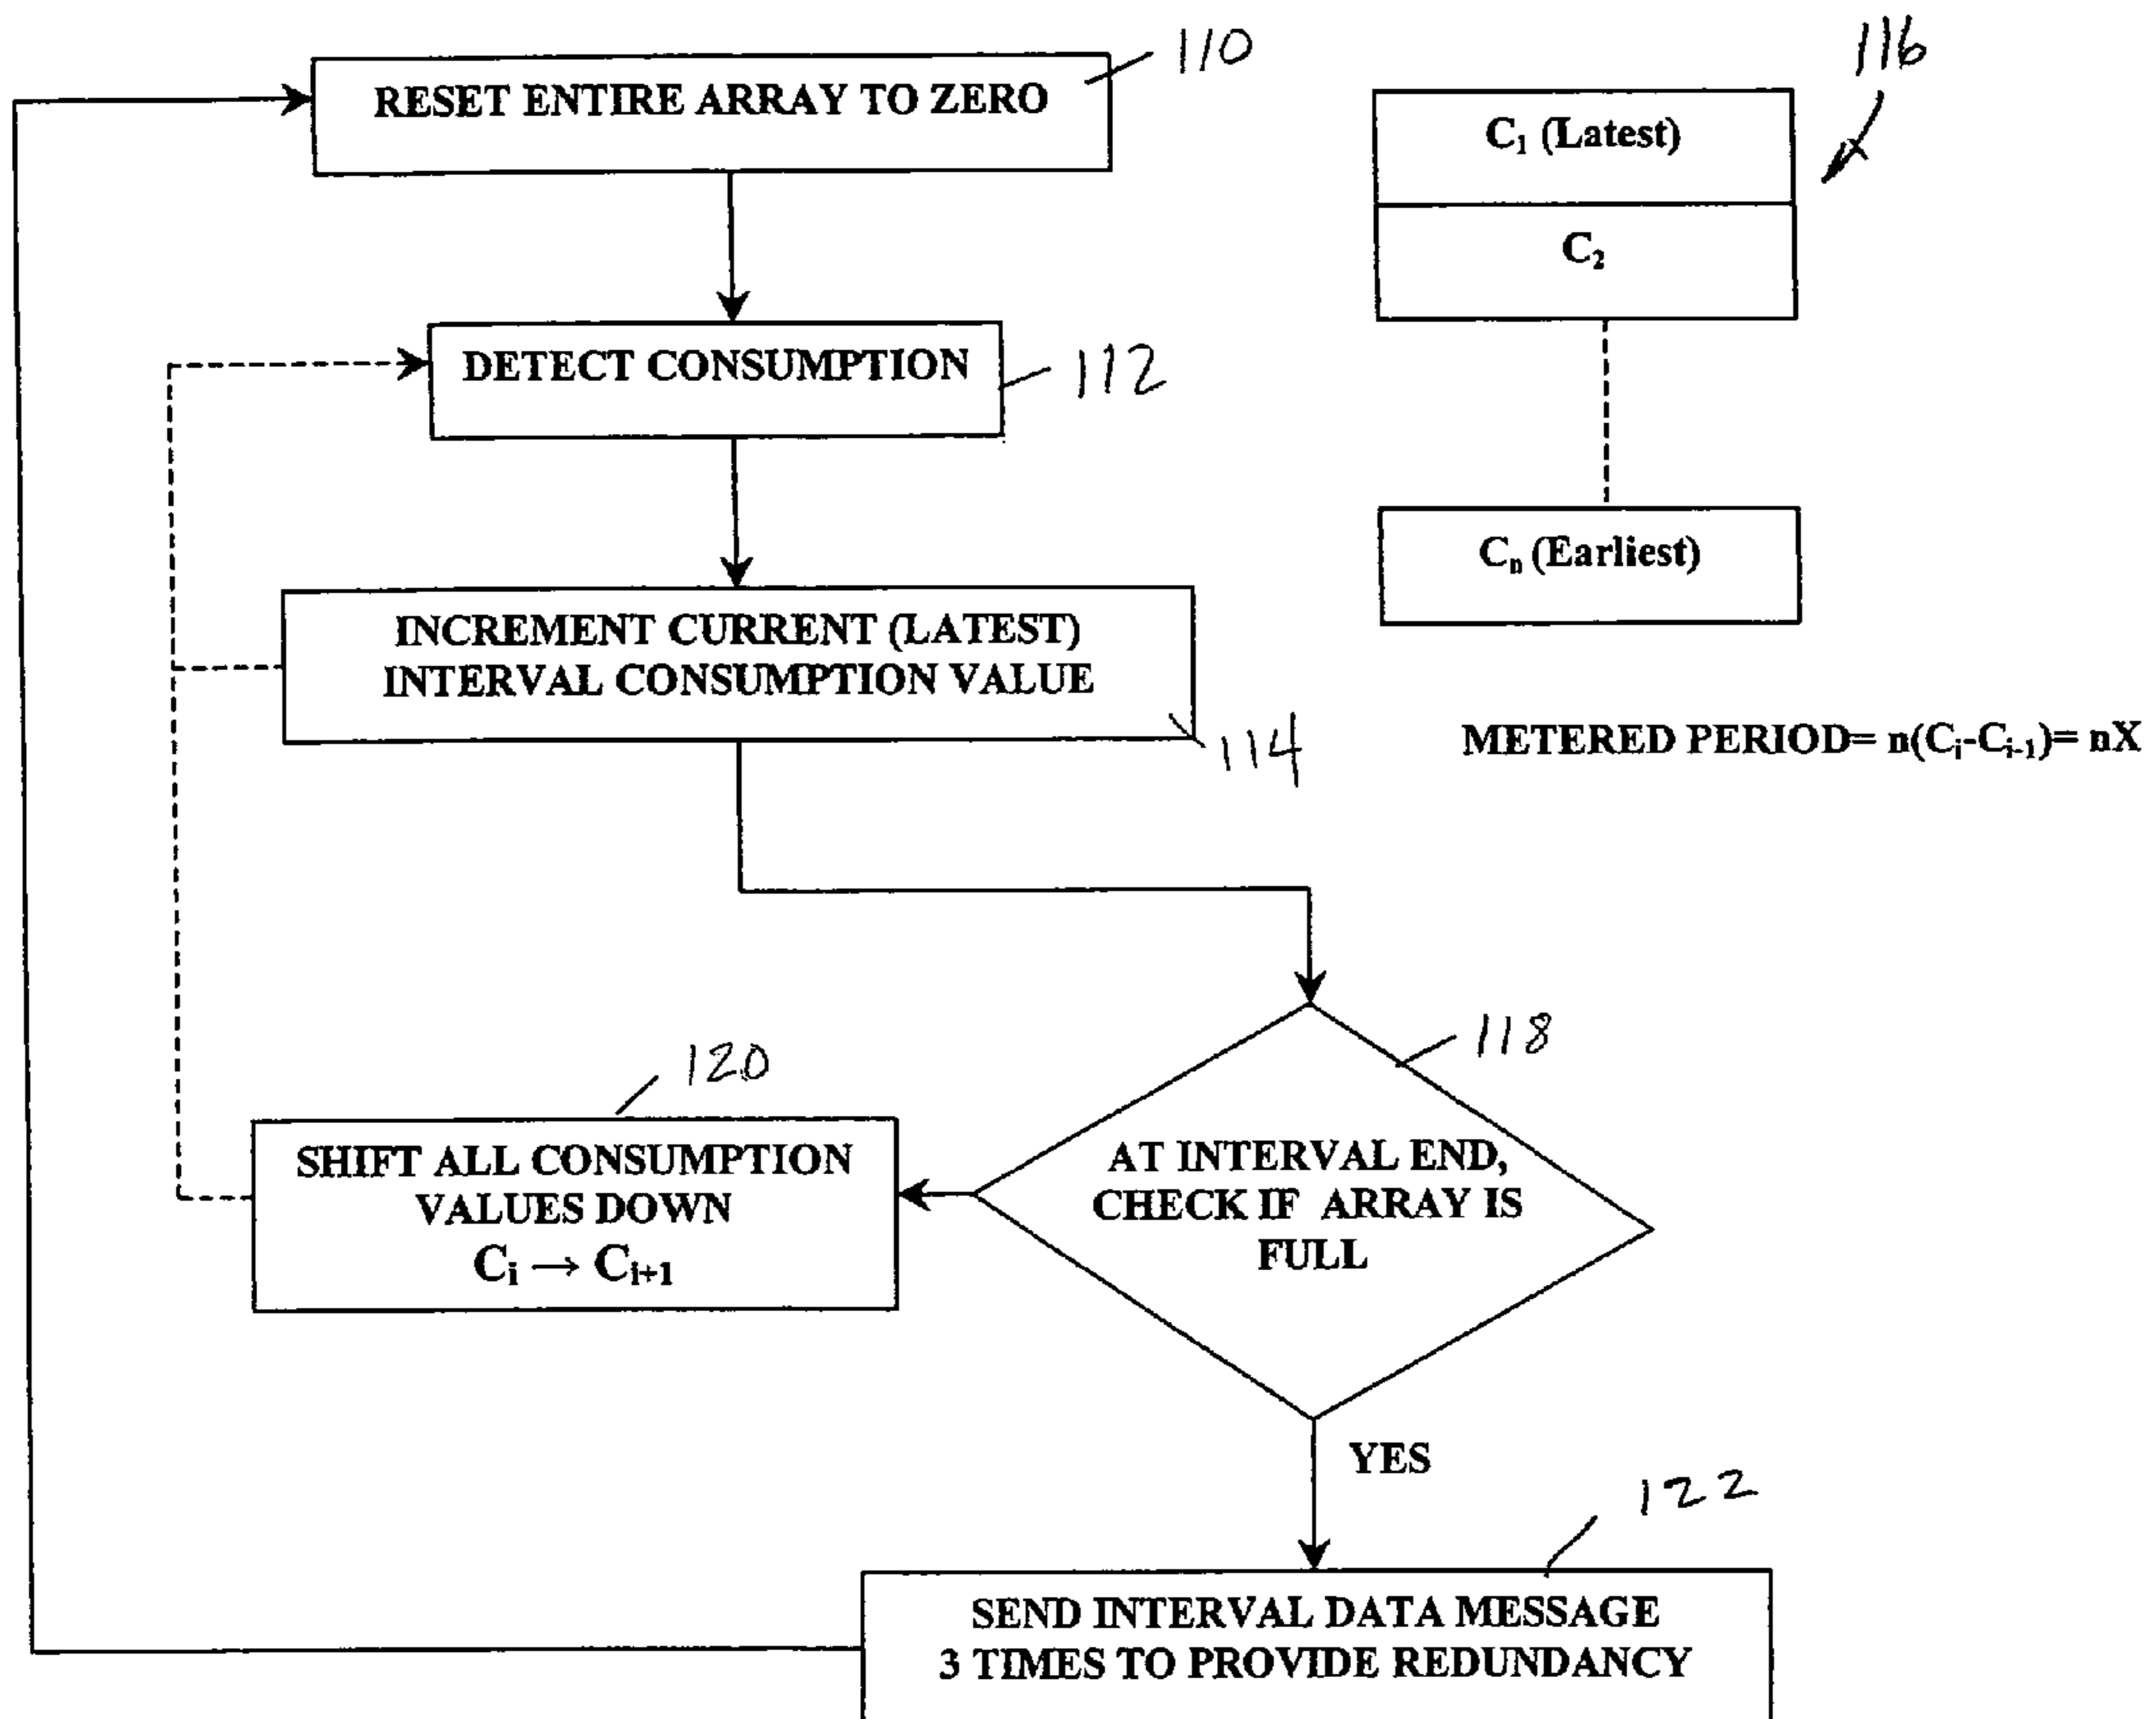 110
RESET ENTIRE ARRAY TO ZERO
116
C₁ (Latest)
C₂
DETECT CONSUMPTION
112
Cₙ (Earliest)
INCREMENT CURRENT (LATEST)
INTERVAL CONSUMPTION VALUE
114
METERED PERIOD= n(Cᵢ-Cᵢ₋₁)= nX
118
120
SHIFT ALL CONSUMPTION
VALUES DOWN
Cᵢ → Cᵢ₊₁
AT INTERVAL END,
CHECK IF ARRAY IS
FULL
YES
122
SEND INTERVAL DATA MESSAGE
3 TIMES TO PROVIDE REDUNDANCY